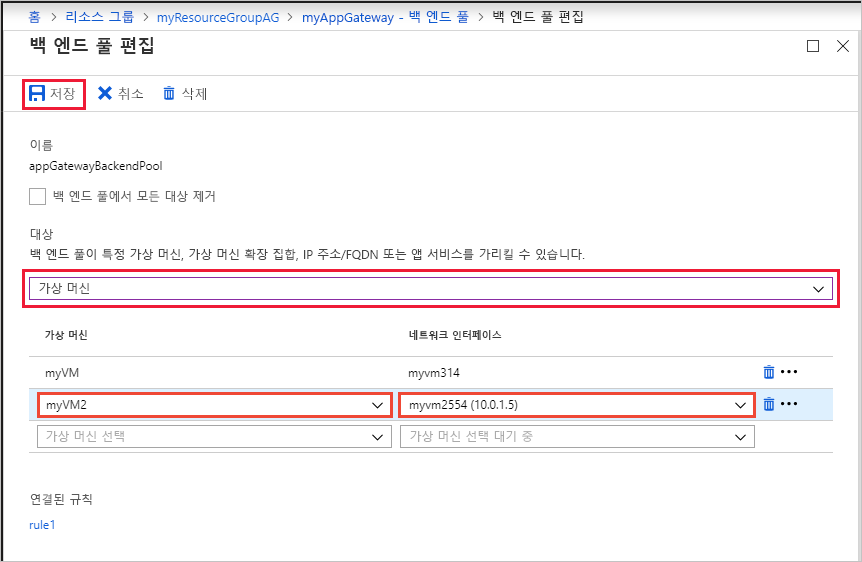 홈 > 리소스 그룹 > myResourceGroupAG > myAppGateway - 백 엔드 풀 > 백 엔드 풀 편집
백 엔드 풀 편집
저장 취소 삭제
이름
appGatewayBackendPool
백 엔드 풀에서 모든 대상 제거
대상
백 엔드 풀이 특정 가상 머신, 가상 머신 확장 집합, IP 주소/FQDN 또는 앱 서비스를 가리킬 수 있습니다.
가상 머신
가상 머신 네트워크 인터페이스
myVM myvm314
myVM2 myvm2554 (10.0.1.5)
가상 머신 선택 가상 머신 선택 대기 중
연결된 규칙
rule1